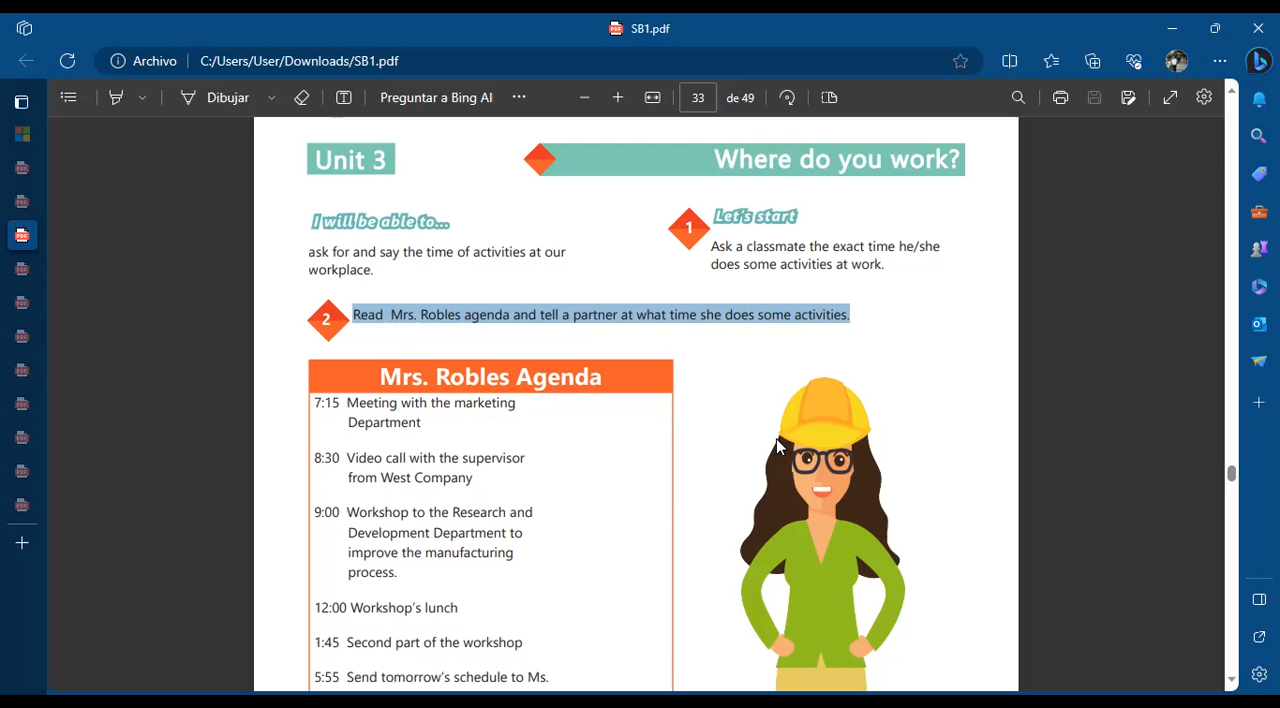 SB1.pdf
Archivo
C:/Users/User/Downloads/SB1.pdf
Dibujar
Preguntar a Bing AI
33
de 49
Unit 3
Where do you work?
I will be able to...
ask for and say the time of activities at our
workplace.
1
Let's start
Ask a classmate the exact time he/she
does some activities at work.
2
Read Mrs. Robles agenda and tell a partner at what time she does some activities.
Mrs. Robles Agenda
7:15 Meeting with the marketing
Department
8:30 Video call with the supervisor
from West Company
9:00 Workshop to the Research and
Development Department to
improve the manufacturing
process.
12:00 Workshop's lunch
1:45 Second part of the workshop
5:55 Send tomorrow's schedule to Ms.